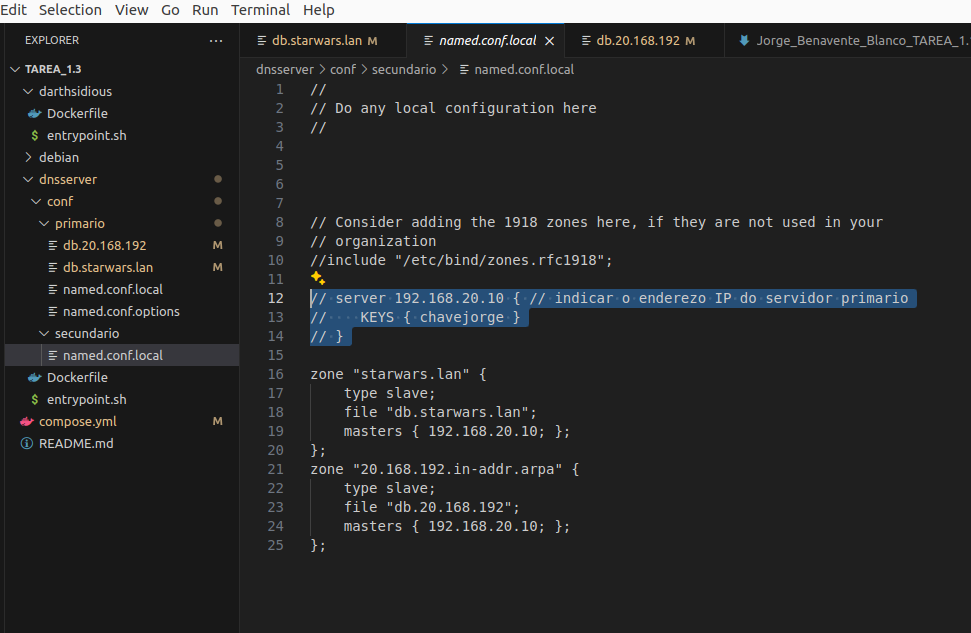 Edit Selection View Go Run Terminal Help
EXPLORER ...
db.starwars.lan M
named.conf.local
db.20.168.192 M
Jorge_Benavente_Blanco_TAREA_1.
TAREA_1.3
darthsidious
Dockerfile
$ entrypoint.sh
debian
dnsserver
conf
primario
db.20.168.192 M
db.starwars.lan M
named.conf.local
named.conf.options
secundario
named.conf.local
Dockerfile
$ entrypoint.sh
compose.yml M
README.md
dnsserver > conf > secundario > named.conf.local
1 //
2 // Do any local configuration here
3 //
4
5
6
7
8 // Consider adding the 1918 zones here, if they are not used in your
9 // organization
10 //include "/etc/bind/zones.rfc1918";
11
12 // server 192.168.20.10 { // indicar o enderezo IP do servidor primario
13 //    KEYS { chavejorge }
14 // }
15
16 zone "starwars.lan" {
17     type slave;
18     file "db.starwars.lan";
19     masters { 192.168.20.10; };
20 };
21 zone "20.168.192.in-addr.arpa" {
22     type slave;
23     file "db.20.168.192";
24     masters { 192.168.20.10; };
25 };